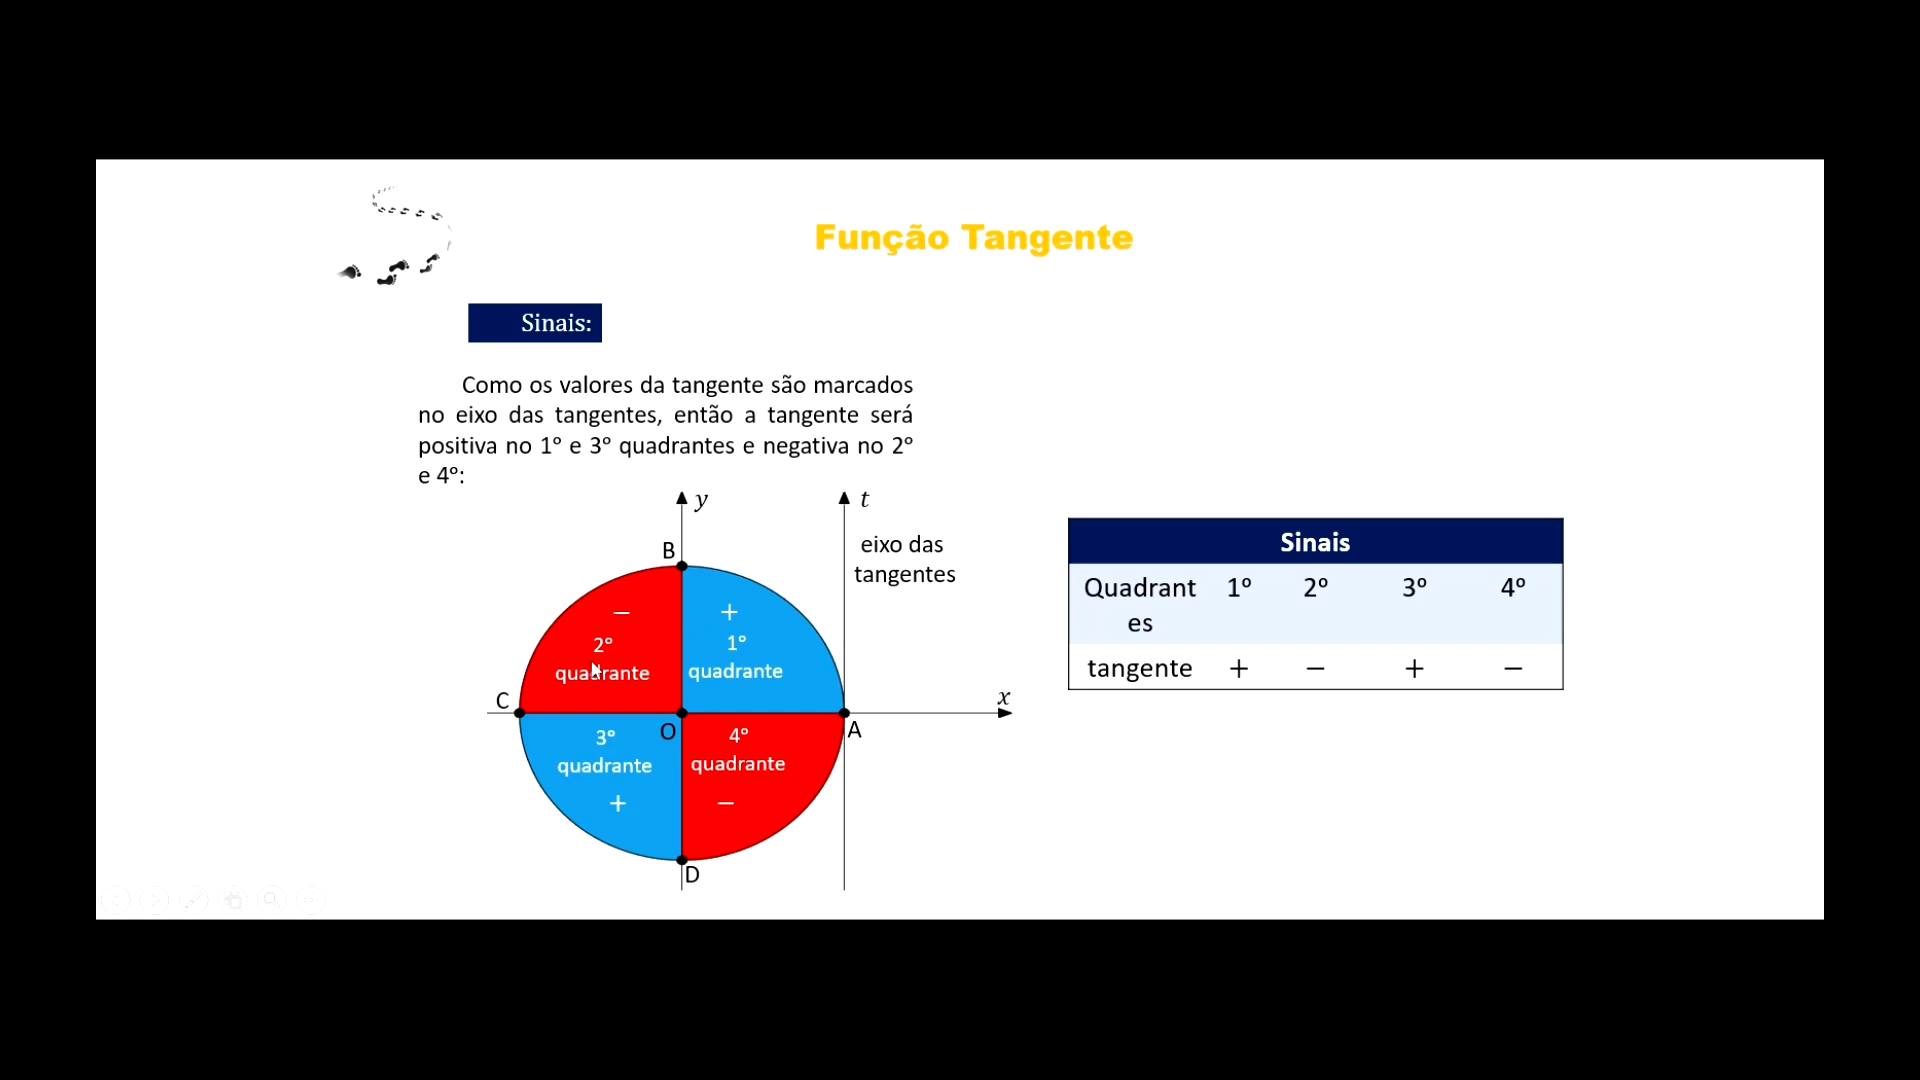 Função Tangente
Sinais:
Como os valores da tangente são marcados
no eixo das tangentes, então a tangente será
positiva no 1º e 3º quadrantes e negativa no 2º
e 4º:
y
t
eixo das
tangentes
B
−
2º
quadrante
+
1º
quadrante
C
x
O
A
3º
quadrante
+
4º
quadrante
−
D
Sinais
Quadrant
es
1º 2º 3º 4º
tangente + − + −